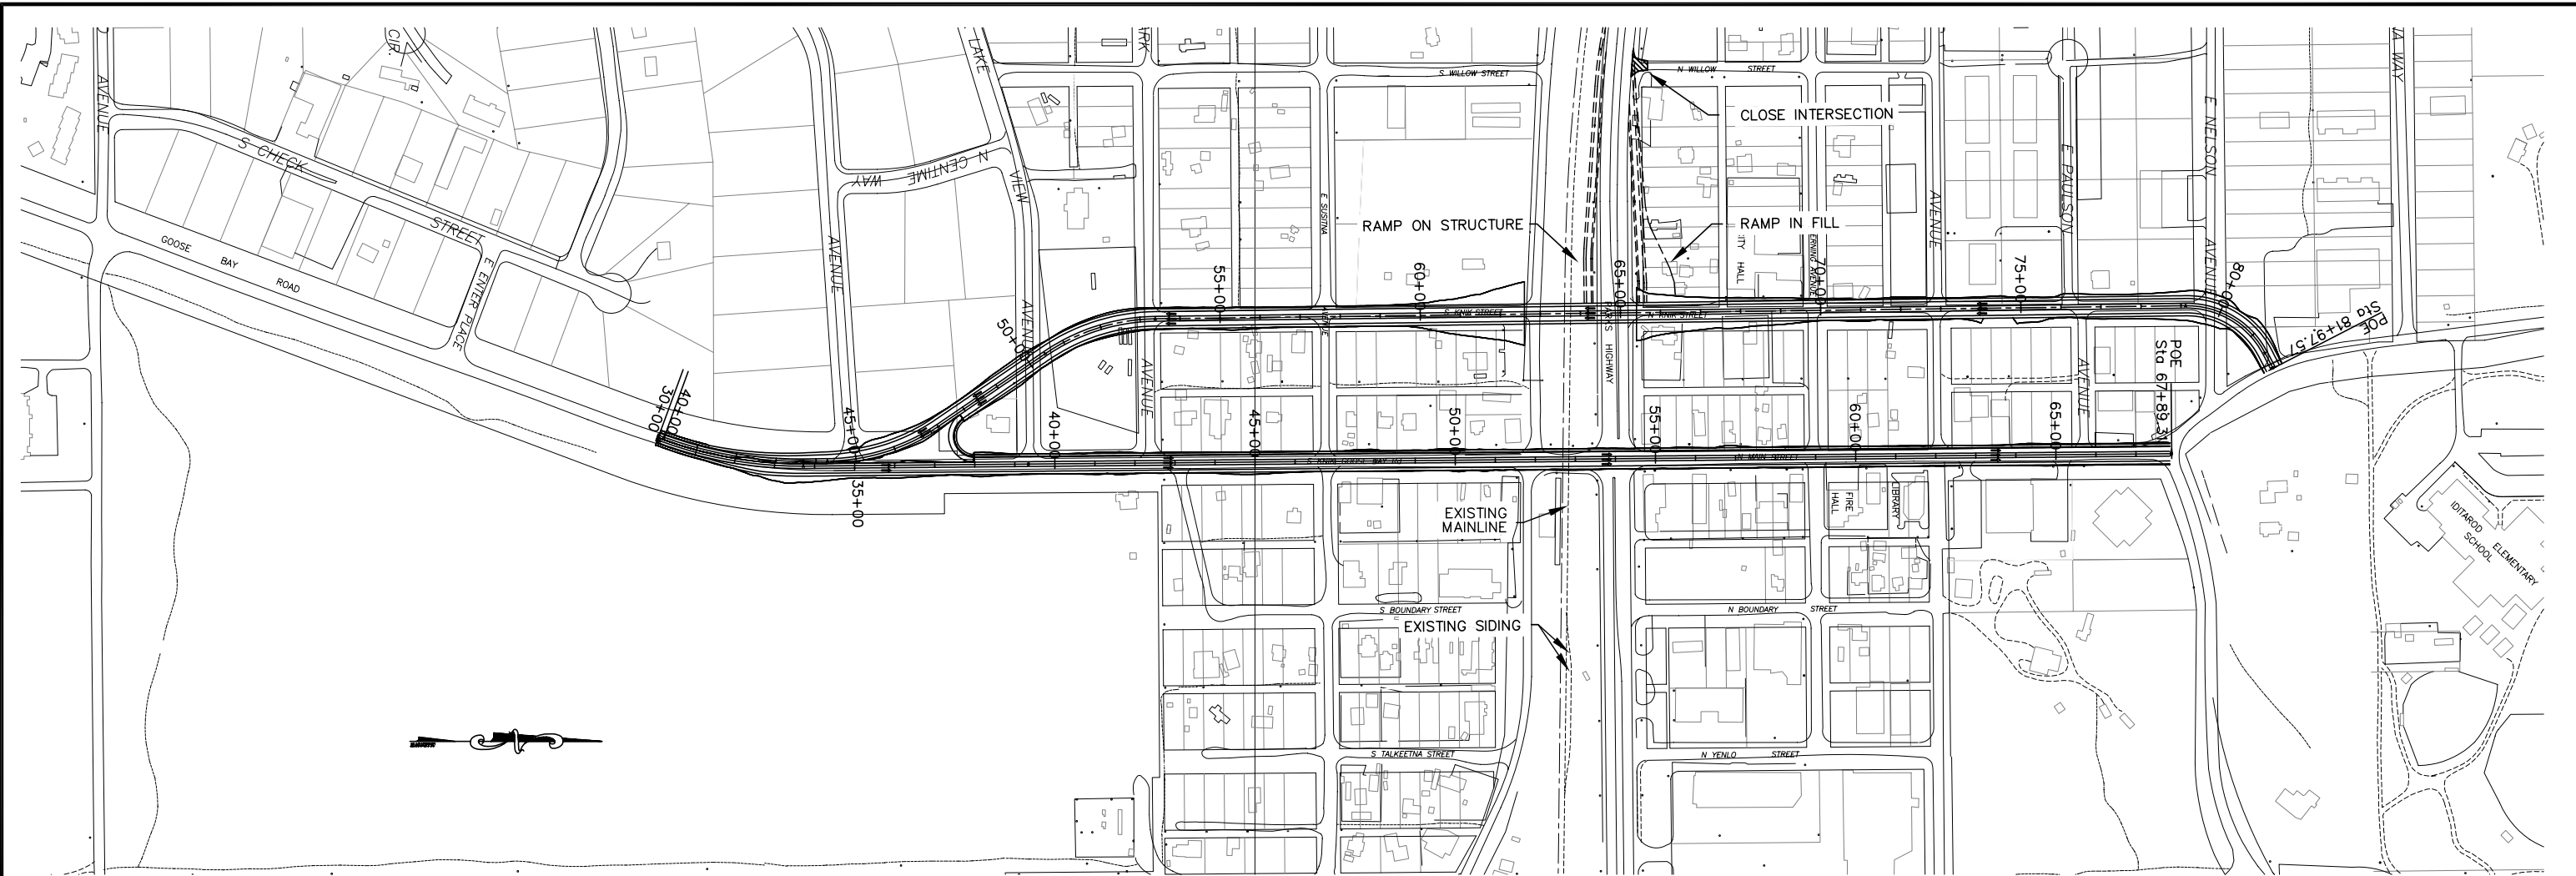 CIR.
AVENUE
S CHECK
STREET
GOOSE
BAY
ROAD
E ENTER PLACE
AVENUE
N CENTIME
WAY
LAKE
VIEW
AVENUE
AVENUE
S WILLOW STREET
N WILLOW STREET
CLOSE INTERSECTION
RAMP ON STRUCTURE
RAMP IN FILL
E SUSITNA
AVENUE
HALL
AVENUE
E PAULSON
AVENUE
E NELSON
AVENUE
WAY
30+00
40+00
45+00
50+00
55+00
60+00
65+00
70+00
75+00
80+00
POE
Sta 81+97.57
S KNIK STREET
N KNIK STREET
PARKS HIGHWAY
35+00
40+00
45+00
50+00
55+00
60+00
65+00
POE
Sta 67+89.31
N MAIN STREET
EXISTING
MAINLINE
FIRE
HALL
LIBRARY
IDITAROD
ELEMENTARY
SCHOOL
S BOUNDARY STREET
N BOUNDARY STREET
EXISTING SIDING
S TALKEETNA STREET
N YENLO STREET